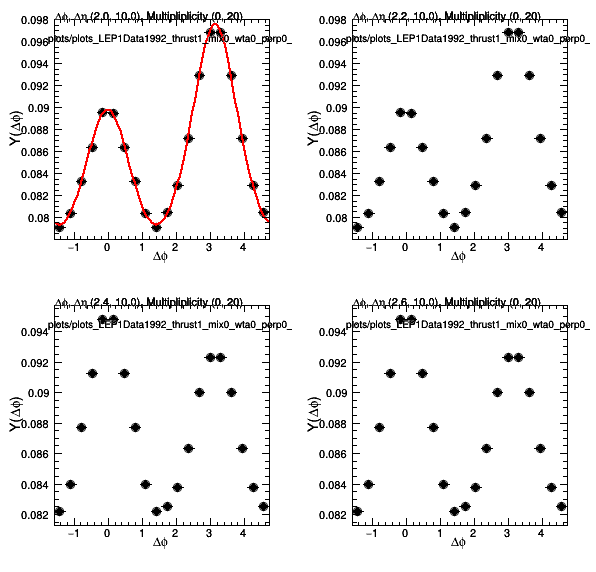 Δϕ, Δη (2.0, 10.0), Multipliplicity (0, 20)
plots/plots_LEP1Data1992_thrust1_mix0_wta0_perp0_
Y(Δϕ)
0.098
0.096
0.094
0.092
0.09
0.088
0.086
0.084
0.082
0.08
−1 0 1 2 3 4
Δϕ
Δϕ, Δη (2.2, 10.0), Multipliplicity (0, 20)
plots/plots_LEP1Data1992_thrust1_mix0_wta0_perp0_
Y(Δϕ)
0.098
0.096
0.094
0.092
0.09
0.088
0.086
0.084
0.082
0.08
−1 0 1 2 3 4
Δϕ
Δϕ, Δη (2.4, 10.0), Multipliplicity (0, 20)
plots/plots_LEP1Data1992_thrust1_mix0_wta0_perp0_
Y(Δϕ)
0.094
0.092
0.09
0.088
0.086
0.084
0.082
−1 0 1 2 3 4
Δϕ
Δϕ, Δη (2.6, 10.0), Multipliplicity (0, 20)
plots/plots_LEP1Data1992_thrust1_mix0_wta0_perp0_
Y(Δϕ)
0.094
0.092
0.09
0.088
0.086
0.084
0.082
−1 0 1 2 3 4
Δϕ